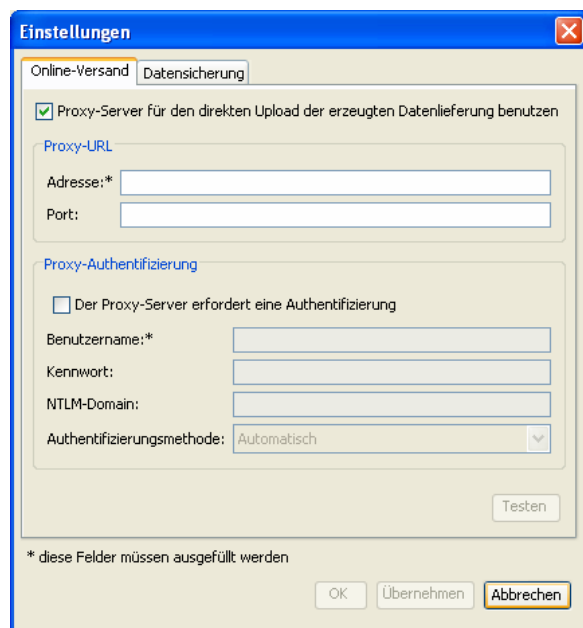 Einstellungen
Online-Versand Datensicherung
Proxy-Server für den direkten Upload der erzeugten Datenlieferung benutzen
Proxy-URL
Adresse:*
Port:
Proxy-Authentifizierung
Der Proxy-Server erfordert eine Authentifizierung
Benutzername:*
Kennwort:
NTLM-Domain:
Authentifizierungsmethode: Automatisch
Testen
* diese Felder müssen ausgefüllt werden
OK Übernehmen Abbrechen